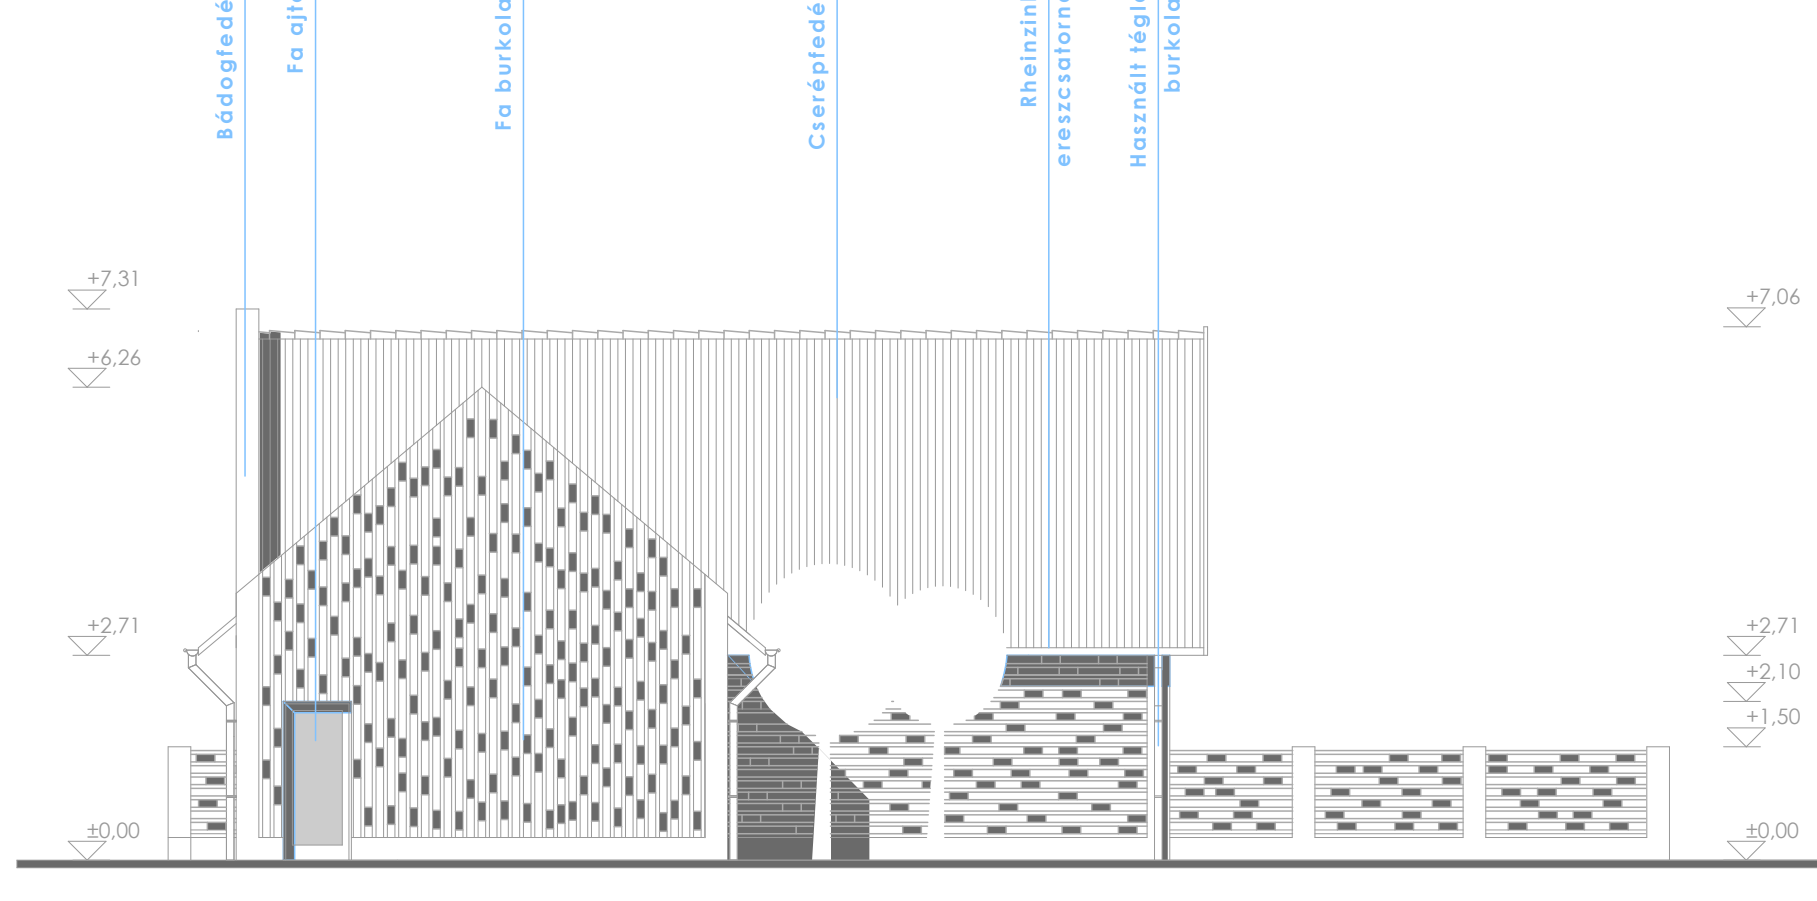 Bádogfedé
Fa ajtó
Fa burkola
Cserépfedé
Rheinzink
ereszcsatorna
Használt tégla
burkola
+7,31
+6,26
+2,71
±0,00
+7,06
+2,71
+2,10
+1,50
±0,00